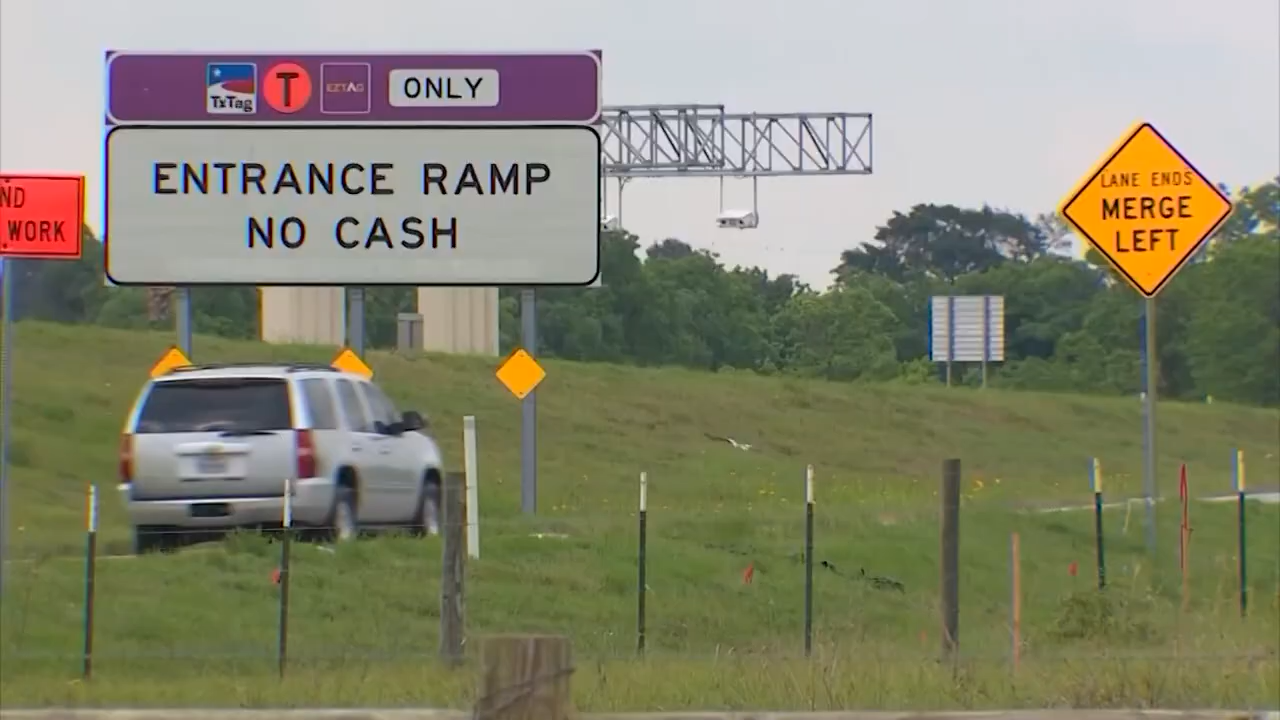 TxTag T EZTAG ONLY
ENTRANCE RAMP
NO CASH
ND
WORK
LANE ENDS
MERGE
LEFT